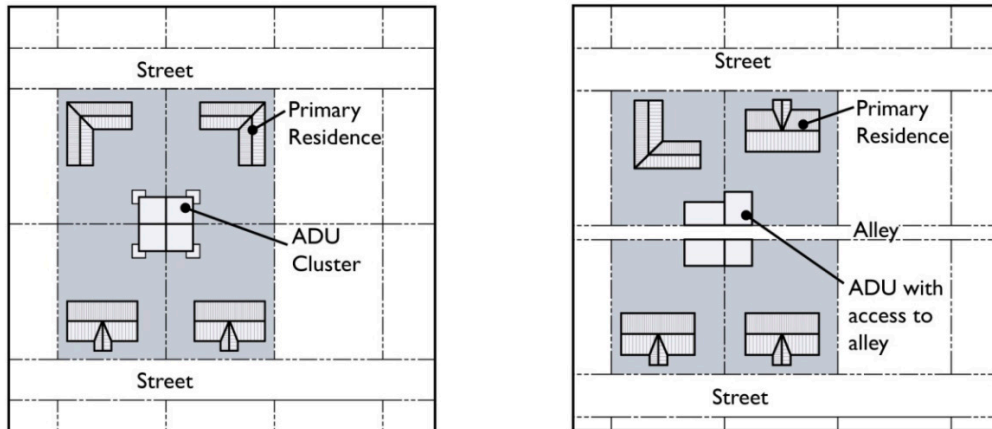 Street
Primary
Residence
ADU
Cluster
Street
Street
Primary
Residence
Alley
ADU with
access to
alley
Street